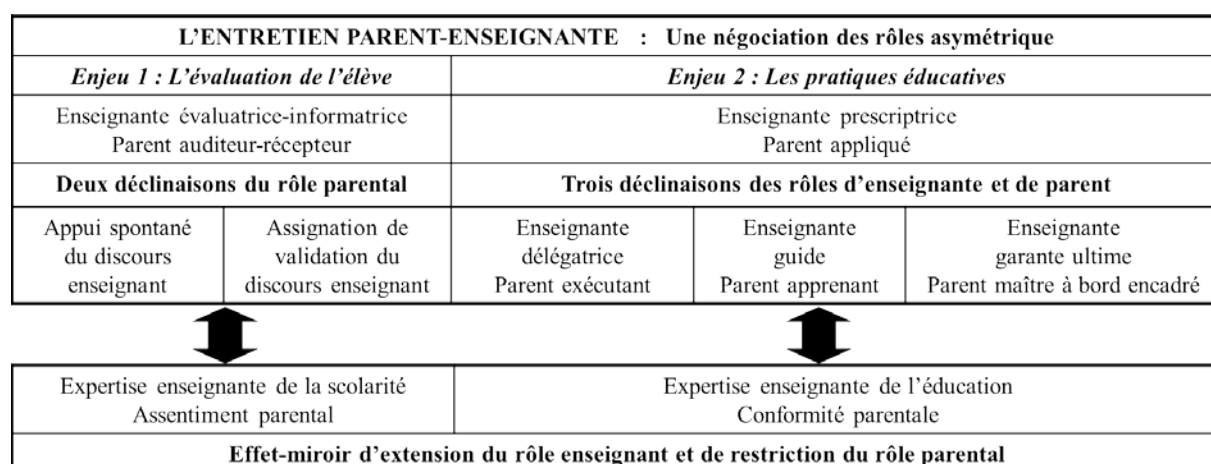 L'ENTRETIEN PARENT-ENSEIGNANTE : Une négociation des rôles asymétrique
Enjeu 1 : L'évaluation de l'élève
Enjeu 2 : Les pratiques éducatives
Enseignante évaluatrice-informatrice
Parent auditeur-récepteur
Enseignante prescriptrice
Parent appliqué
Deux déclinaisons du rôle parental
Trois déclinaisons des rôles d'enseignante et de parent
Appui spontané
du discours
enseignant
Assignation de
validation du
discours enseignant
Enseignante
délégatrice
Parent exécutant
Enseignante
guide
Parent apprenant
Enseignante
garante ultime
Parent maître à bord encadré
Expertise enseignante de la scolarité
Assentiment parental
Expertise enseignante de l'éducation
Conformité parentale
Effet-miroir d'extension du rôle enseignant et de restriction du rôle parental